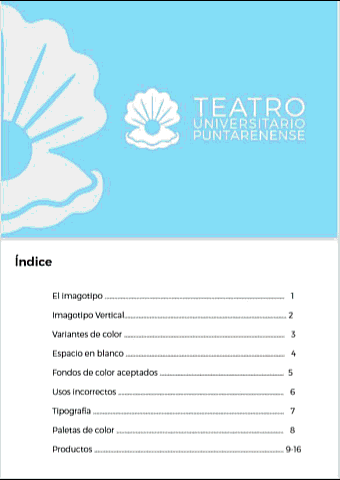 TEATRO
UNIVERSITARIO
PUNTARENENSE
Índice
El imagotipo 1
Imagotipo Vertical 2
Variantes de color 3
Espacio en blanco 4
Fondos de color aceptados 5
Usos incorrectos 6
Tipografía 7
Paletas de color 8
Productos 9-16